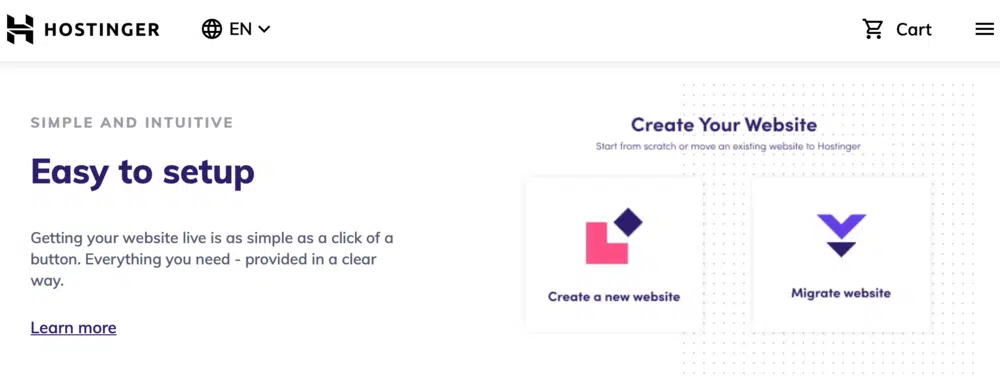 HOSTINGER
EN
Cart
SIMPLE AND INTUITIVE
Easy to setup
Getting your website live is as simple as a click of a
button. Everything you need - provided in a clear
way.
Learn more
Create Your Website
Start from scratch or move an existing website to Hostinger
Create a new website
Migrate website